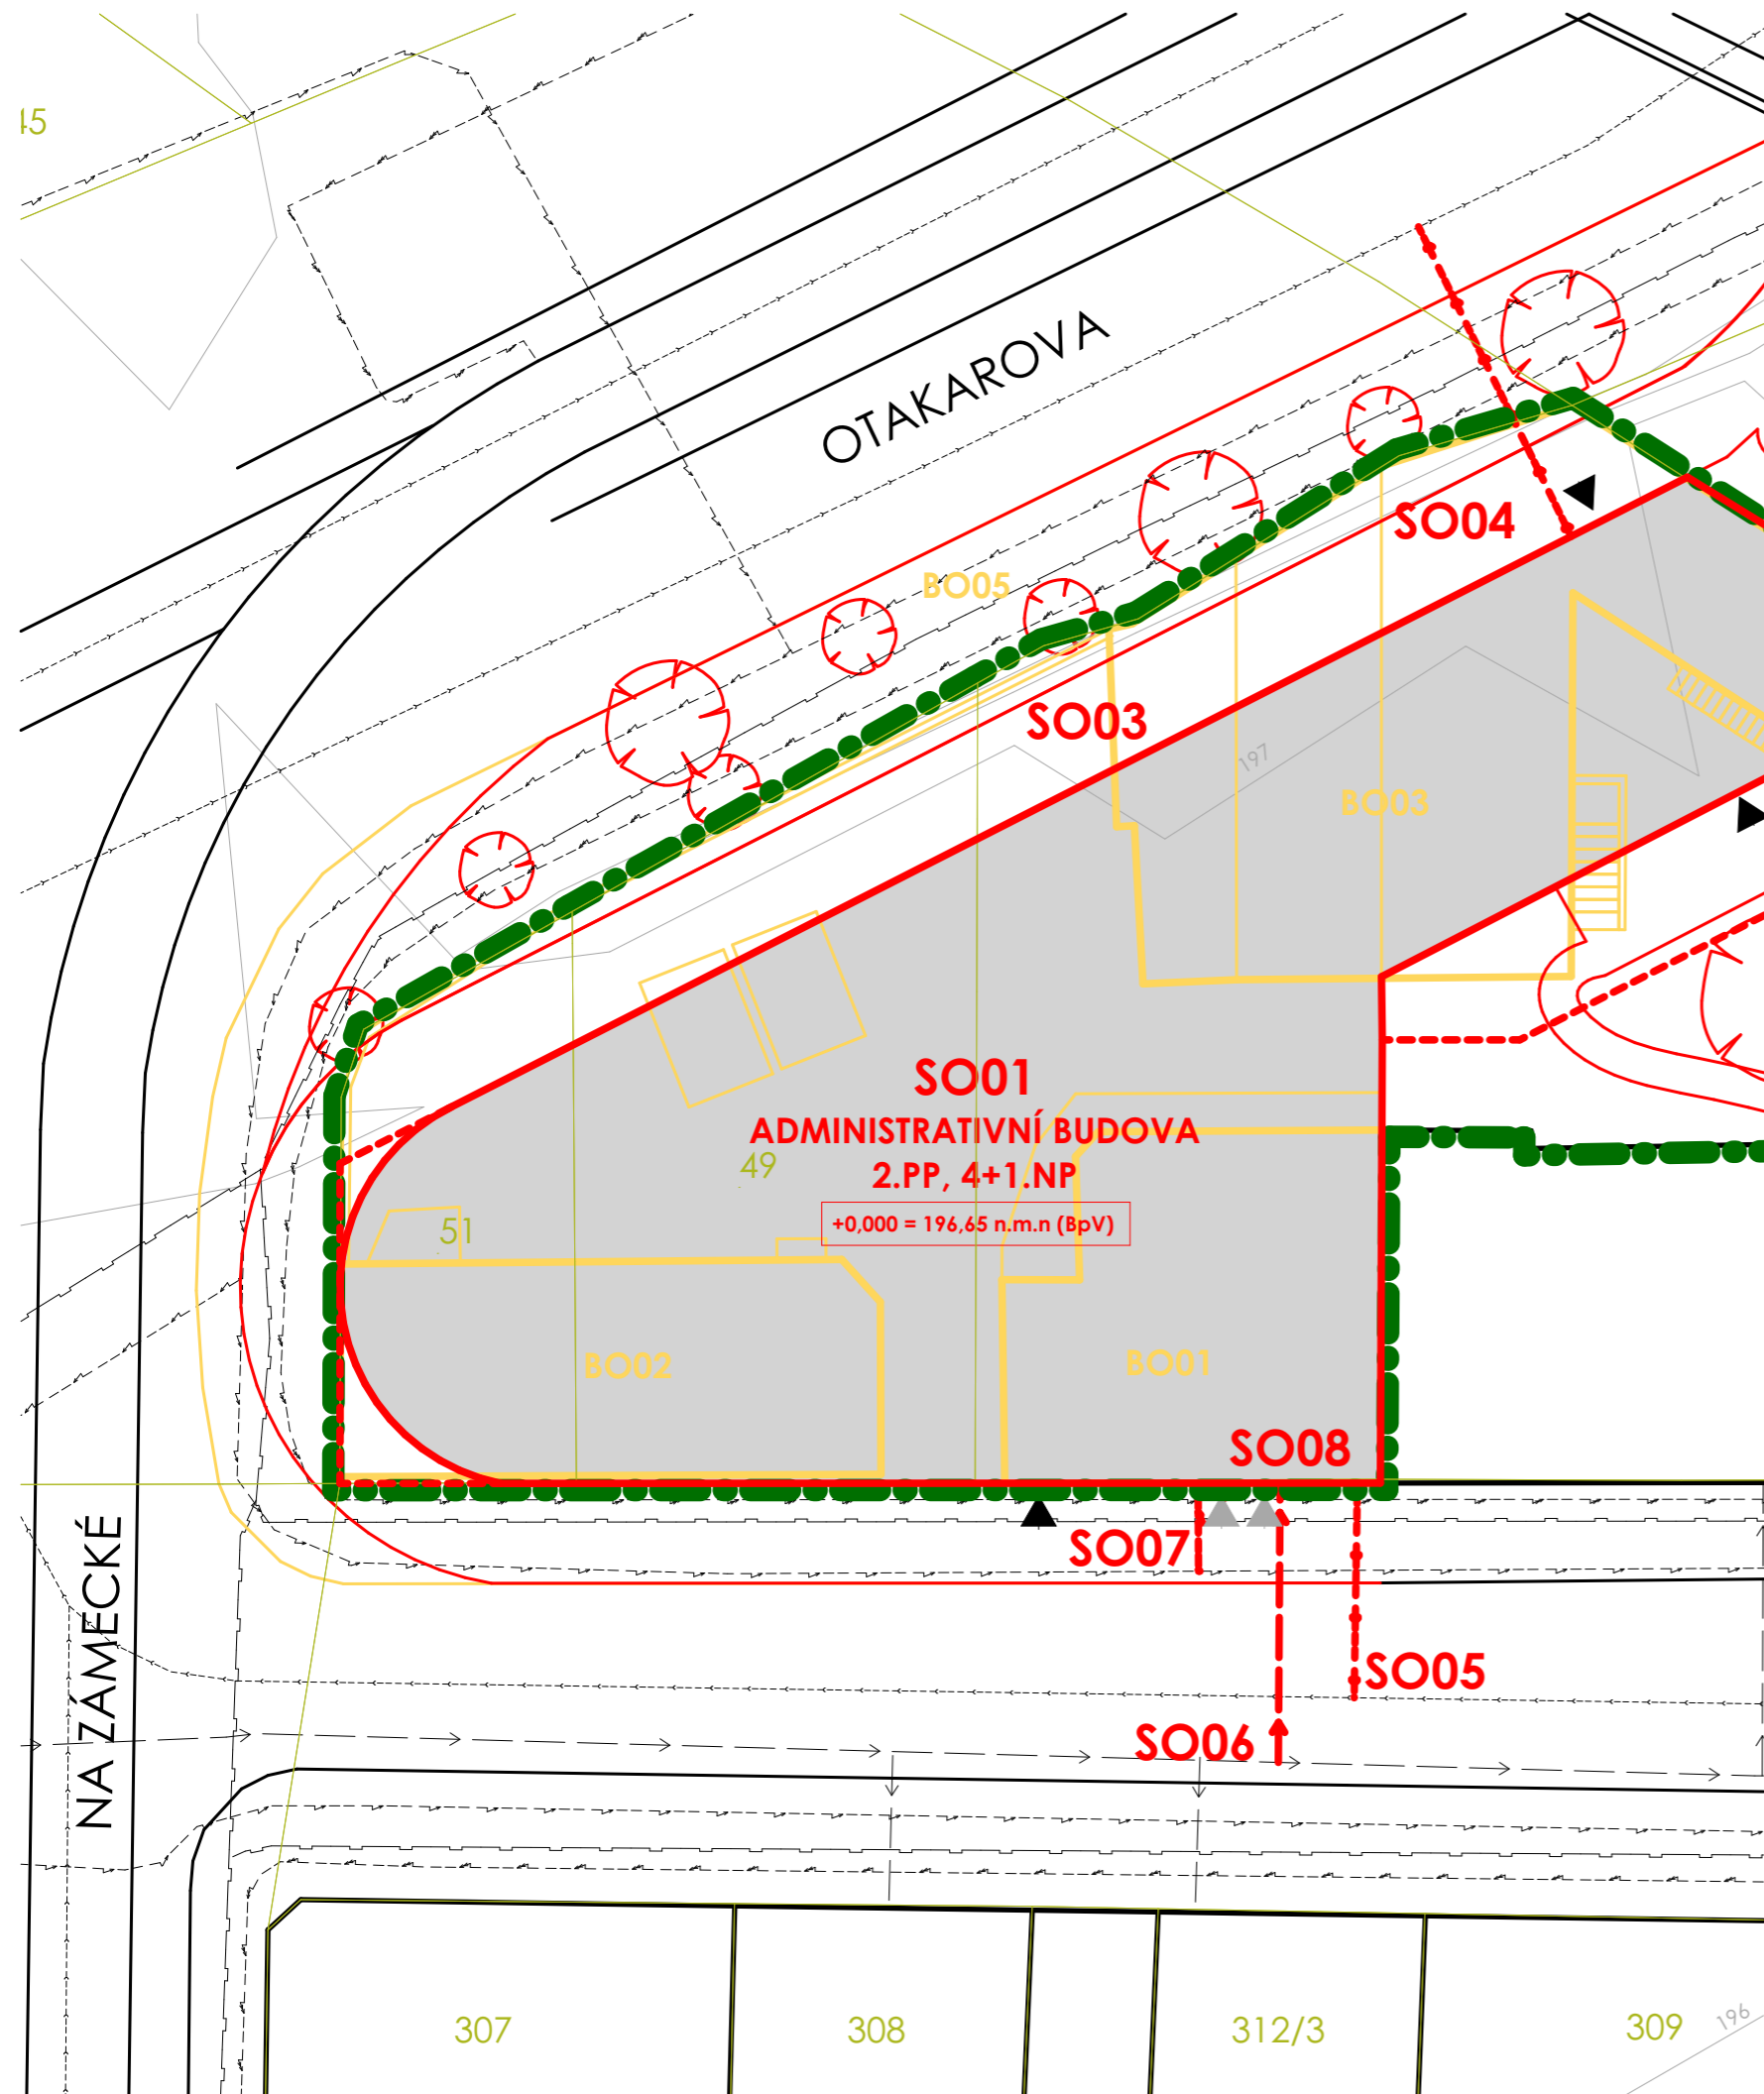 OTAKAROVA
SO04
BO05
SO03
197
BO03
SO01
ADMINISTRATIVNÍ BUDOVA
49
2.PP, 4+1.NP
+0,000 = 196,65 n.m.n (BpV)
51
BO02
BO01
SO08
SO07
NA ZÁMECKÉ
SO05
SO06
307
308
312/3
309
196